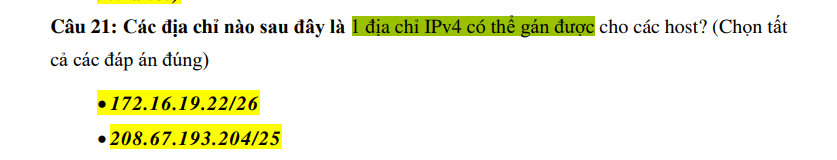 Câu 21: Các địa chỉ nào sau đây là 1 địa chỉ IPv4 có thể gán được cho các host? (Chọn tất
cả các đáp án đúng)
• 172.16.19.22/26
• 208.67.193.204/25